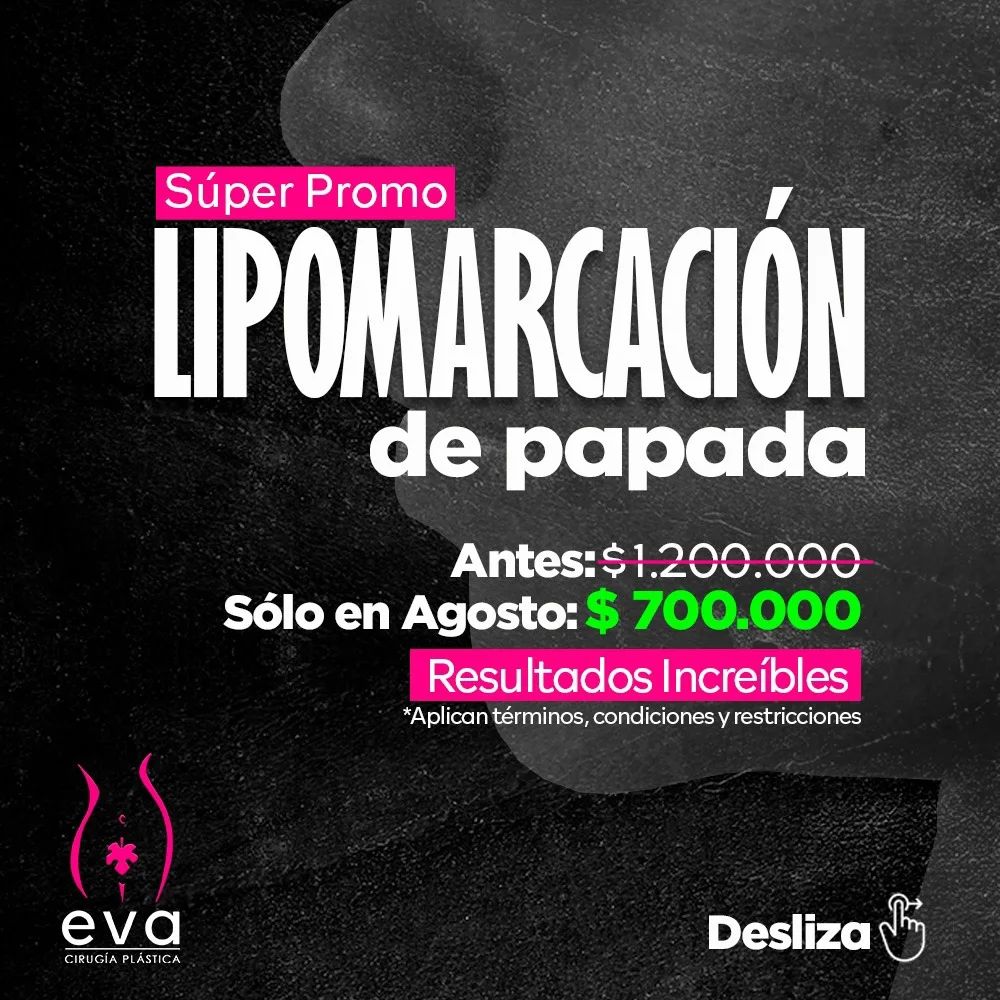 Súper Promo
LIPOMARCACIÓN
de papada
Antes: $1.200.000
Sólo en Agosto: $ 700.000
Resultados Increíbles
*Aplican términos, condiciones y restricciones
eva
CIRUGÍA PLÁSTICA
Desliza